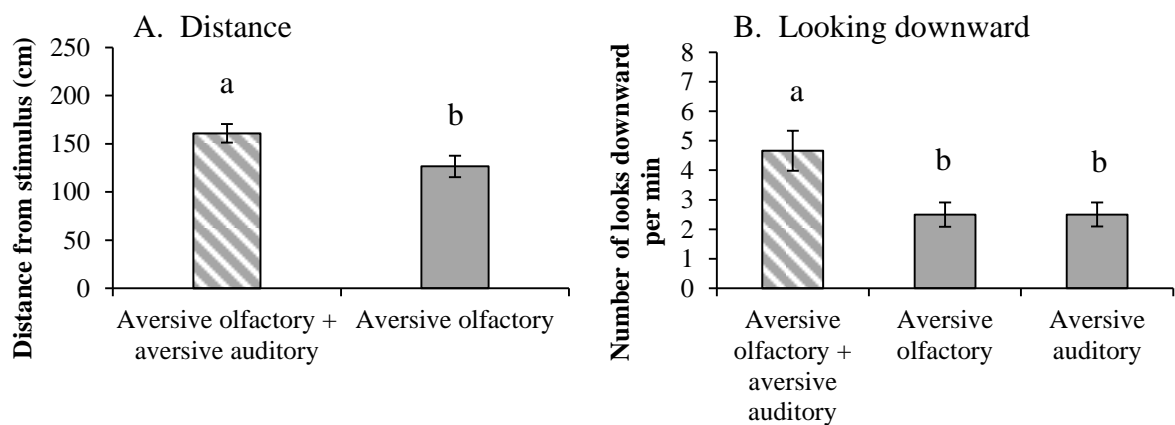 A. Distance
Distance from stimulus (cm)
250
200
150
100
50
0
a
b
Aversive olfactory +
aversive auditory
Aversive olfactory
B. Looking downward
Number of looks downward
per min
8
7
6
5
4
3
2
1
0
a
b
b
Aversive
olfactory +
aversive
auditory
Aversive
olfactory
Aversive
auditory